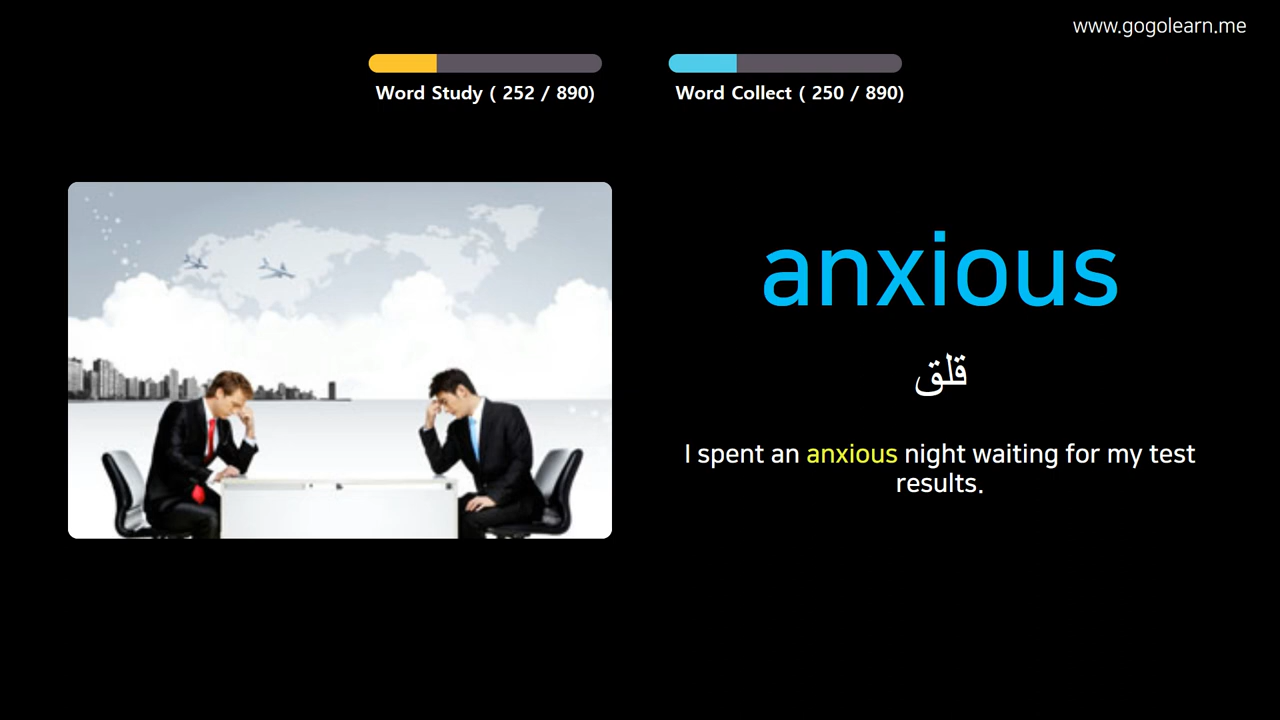 www.gogolearn.me
Word Study ( 252 / 890)
Word Collect ( 250 / 890)
anxious
قلق
I spent an anxious night waiting for my test
results.